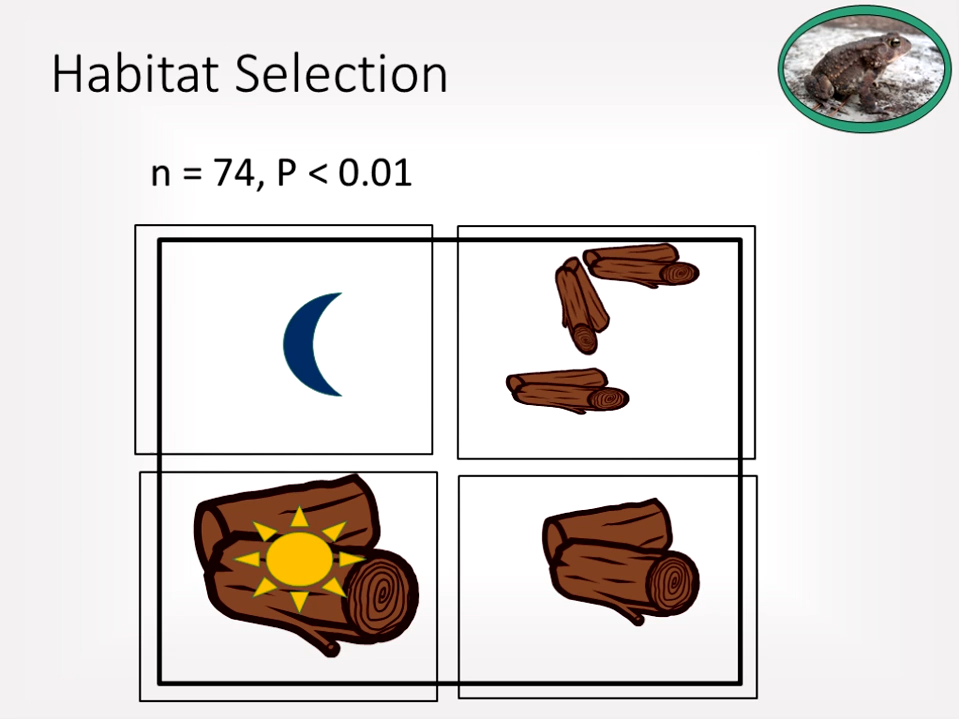 Habitat Selection
n = 74, P < 0.01